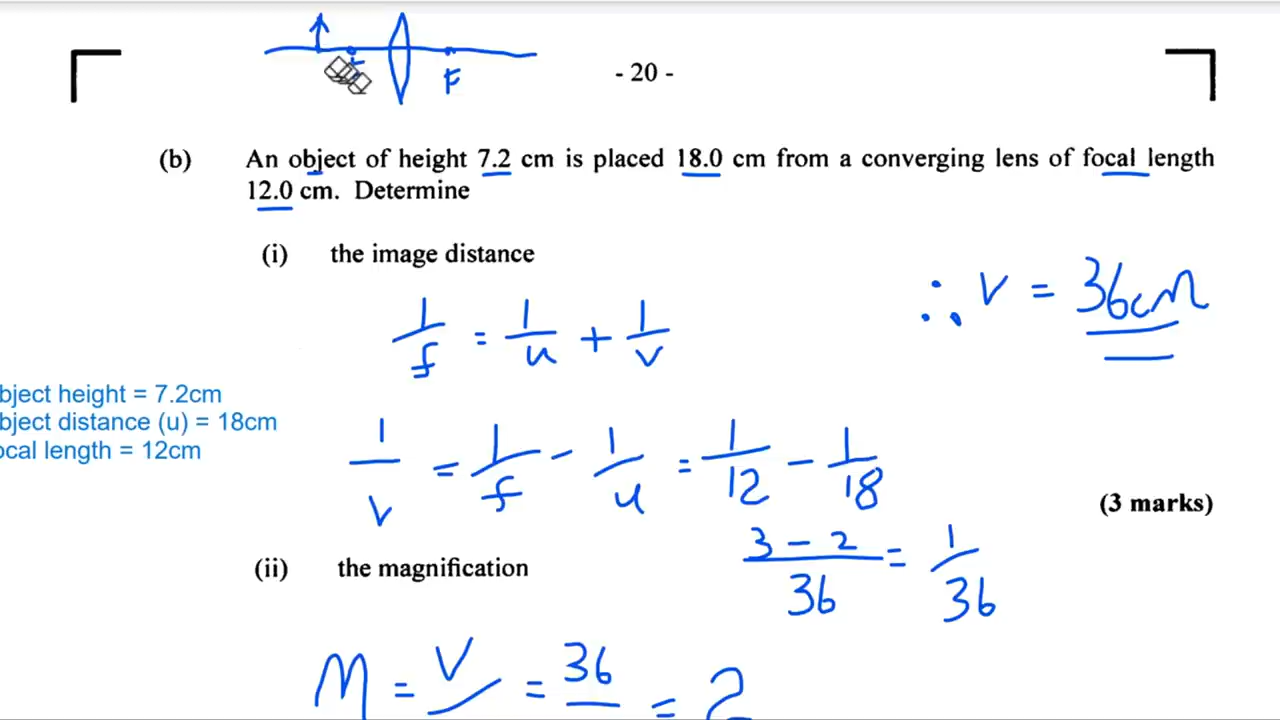 F
- 20 -
(b) An object of height 7.2 cm is placed 18.0 cm from a converging lens of focal length
12.0 cm. Determine
(i) the image distance
∴ v = 36cm
1/f = 1/u + 1/v
bject height = 7.2cm
bject distance (u) = 18cm
ocal length = 12cm
1/v = 1/f - 1/u = 1/12 - 1/18
(3 marks)
3 - 2/36 = 1/36
(ii) the magnification
M = v/ = 36/ = 2